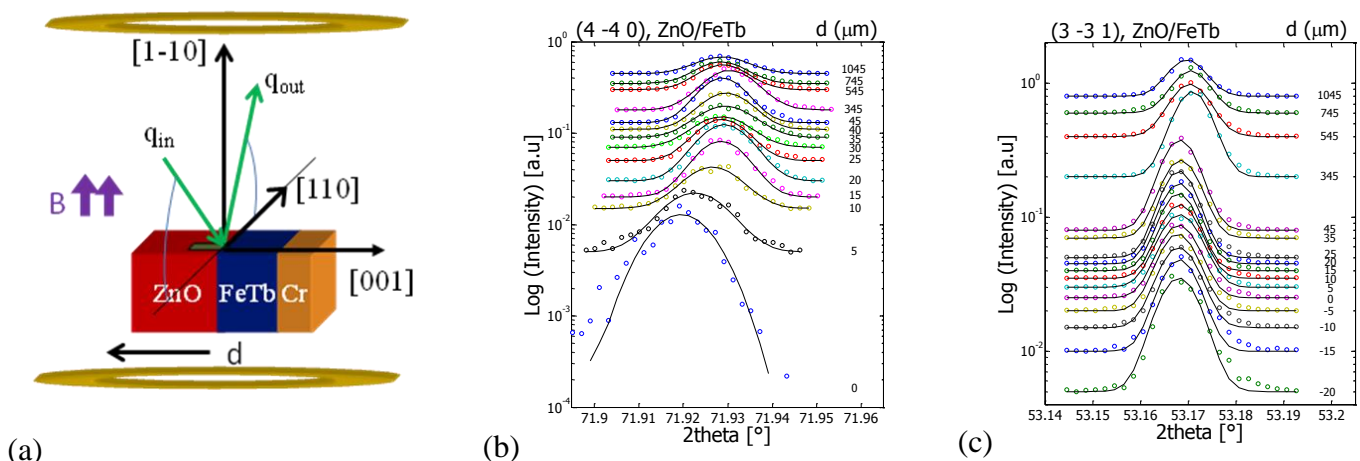 [1-10]
q_out
q_in
B
[110]
[001]
ZnO FeTb Cr
d
(a)
(4 -4 0), ZnO/FeTb d (μm)
Log (Intensity) [a.u]
10^0
10^-1
10^-2
10^-3
10^-4
1045
745
545
345
45
40
35
30
25
20
15
10
5
0
71.9 71.91 71.92 71.93 71.94 71.95 71.96
2theta [°]
(b)
(3 -3 1), ZnO/FeTb d (μm)
Log (Intensity) [a.u]
10^0
10^-1
10^-2
1045
745
545
345
45
35
25
20
15
10
5
0
-5
-10
-15
-20
53.14 53.15 53.16 53.17 53.18 53.19 53.2
2theta [°]
(c)